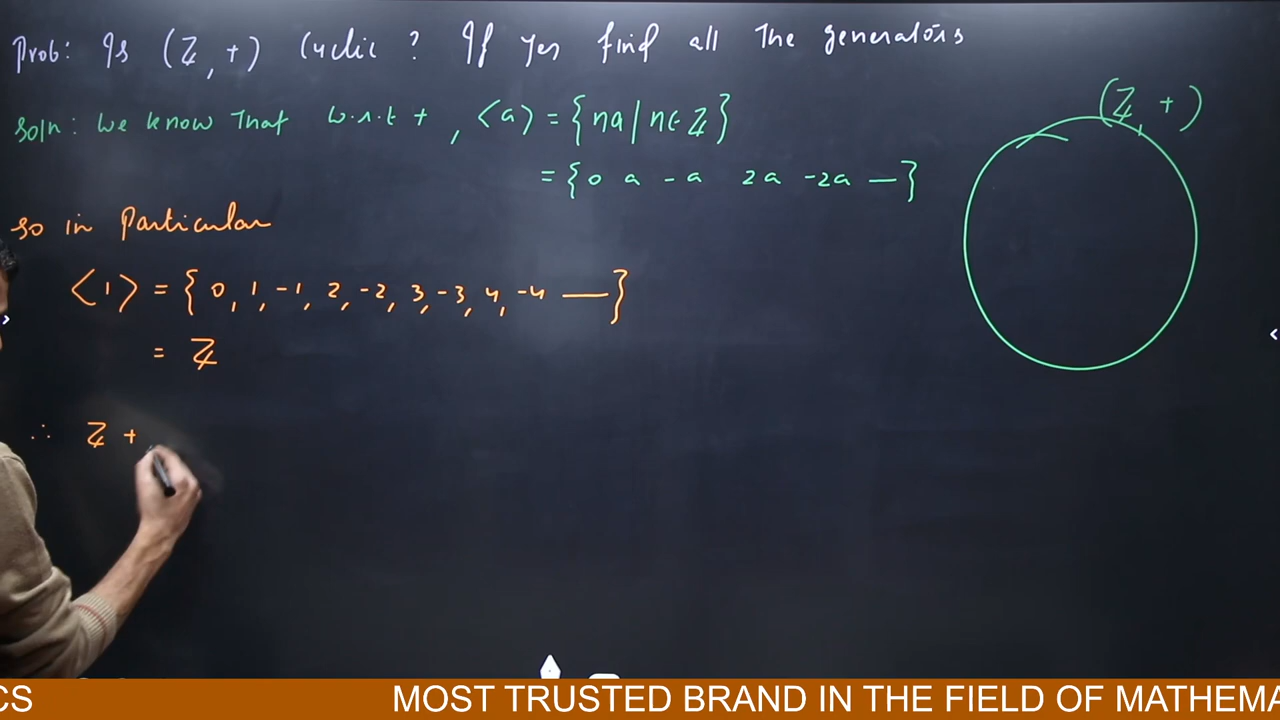 Prob: Is (ℤ, +) Cyclic ? If Yes find all The generators
(ℤ, +)
Soln: We know That w.r.t + , <a> = {na | n∈ℤ}
= {0 a -a 2a -2a —}
So in Particular
<1> = {0, 1, -1, 2, -2, 3, -3, 4, -4 —}
= ℤ
∴ ℤ +
CS MOST TRUSTED BRAND IN THE FIELD OF MATHEMA